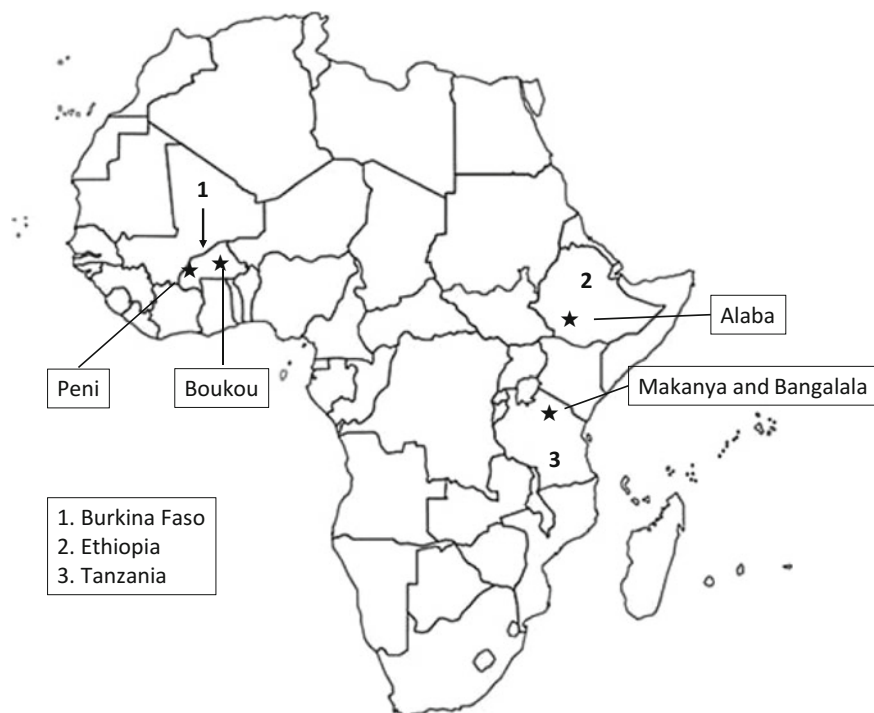 1
2
Alaba
Peni
Boukou
Makanya and Bangalala
3
1. Burkina Faso
2. Ethiopia
3. Tanzania